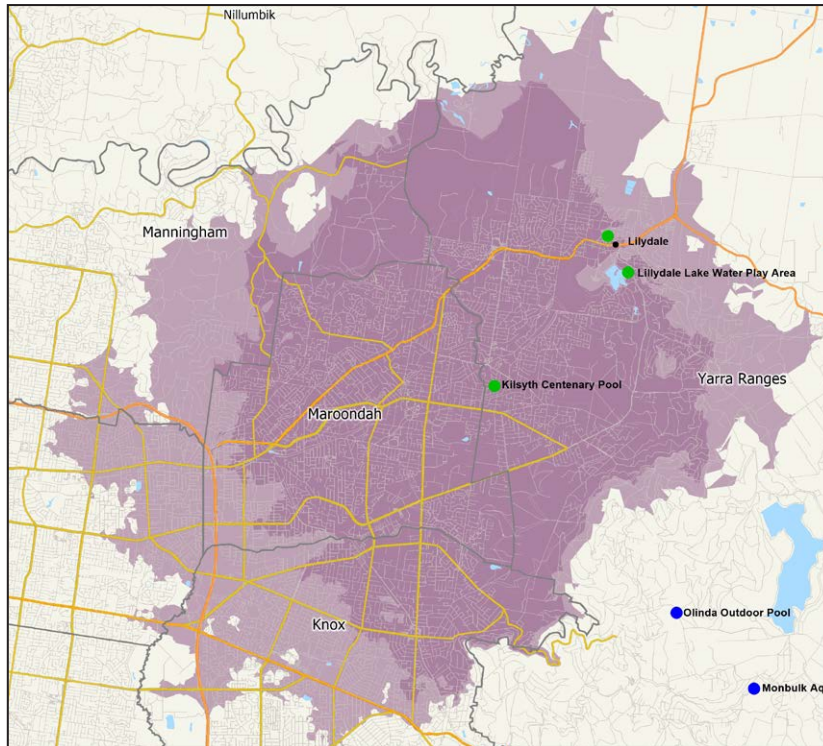 Nillumbik
Manningham
Lilydale
Lillydale Lake Water Play Area
Yarra Ranges
Kilsyth Centenary Pool
Maroondah
Olinda Outdoor Pool
Knox
Monbulk Aq